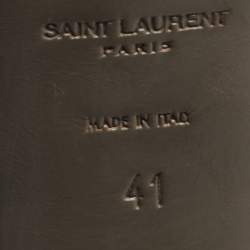 SAINT LAURENT
PARIS
MADE IN ITALY
41